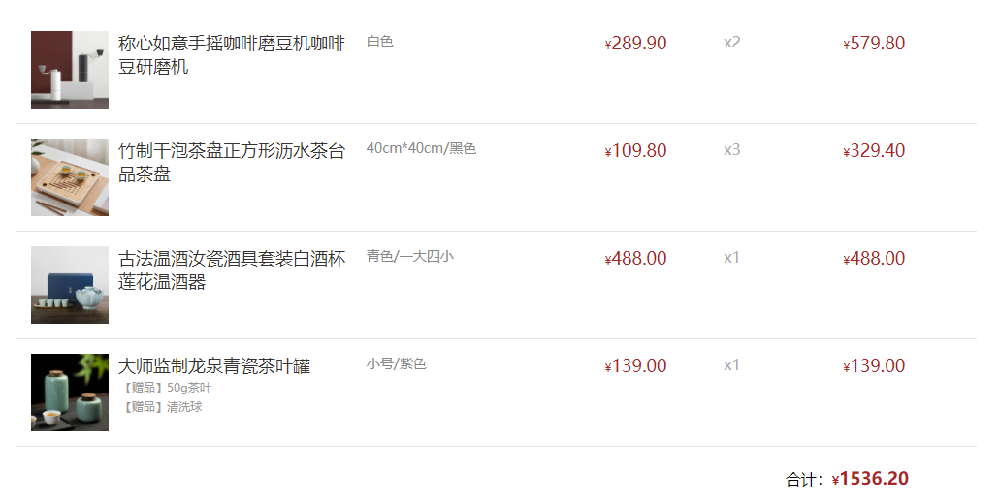 称心如意手摇咖啡磨豆机咖啡 白色 ¥289.90 x2 ¥579.80
豆研磨机
竹制干泡茶盘正方形沥水茶台 40cm*40cm/黑色 ¥109.80 x3 ¥329.40
品茶盘
古法温酒汝瓷酒具套装白酒杯 青色/一大四小 ¥488.00 x1 ¥488.00
莲花温酒器
大师监制龙泉青瓷茶叶罐 小号/紫色 ¥139.00 x1 ¥139.00
【赠品】50g茶叶
【赠品】清洗球
合计：¥1536.20